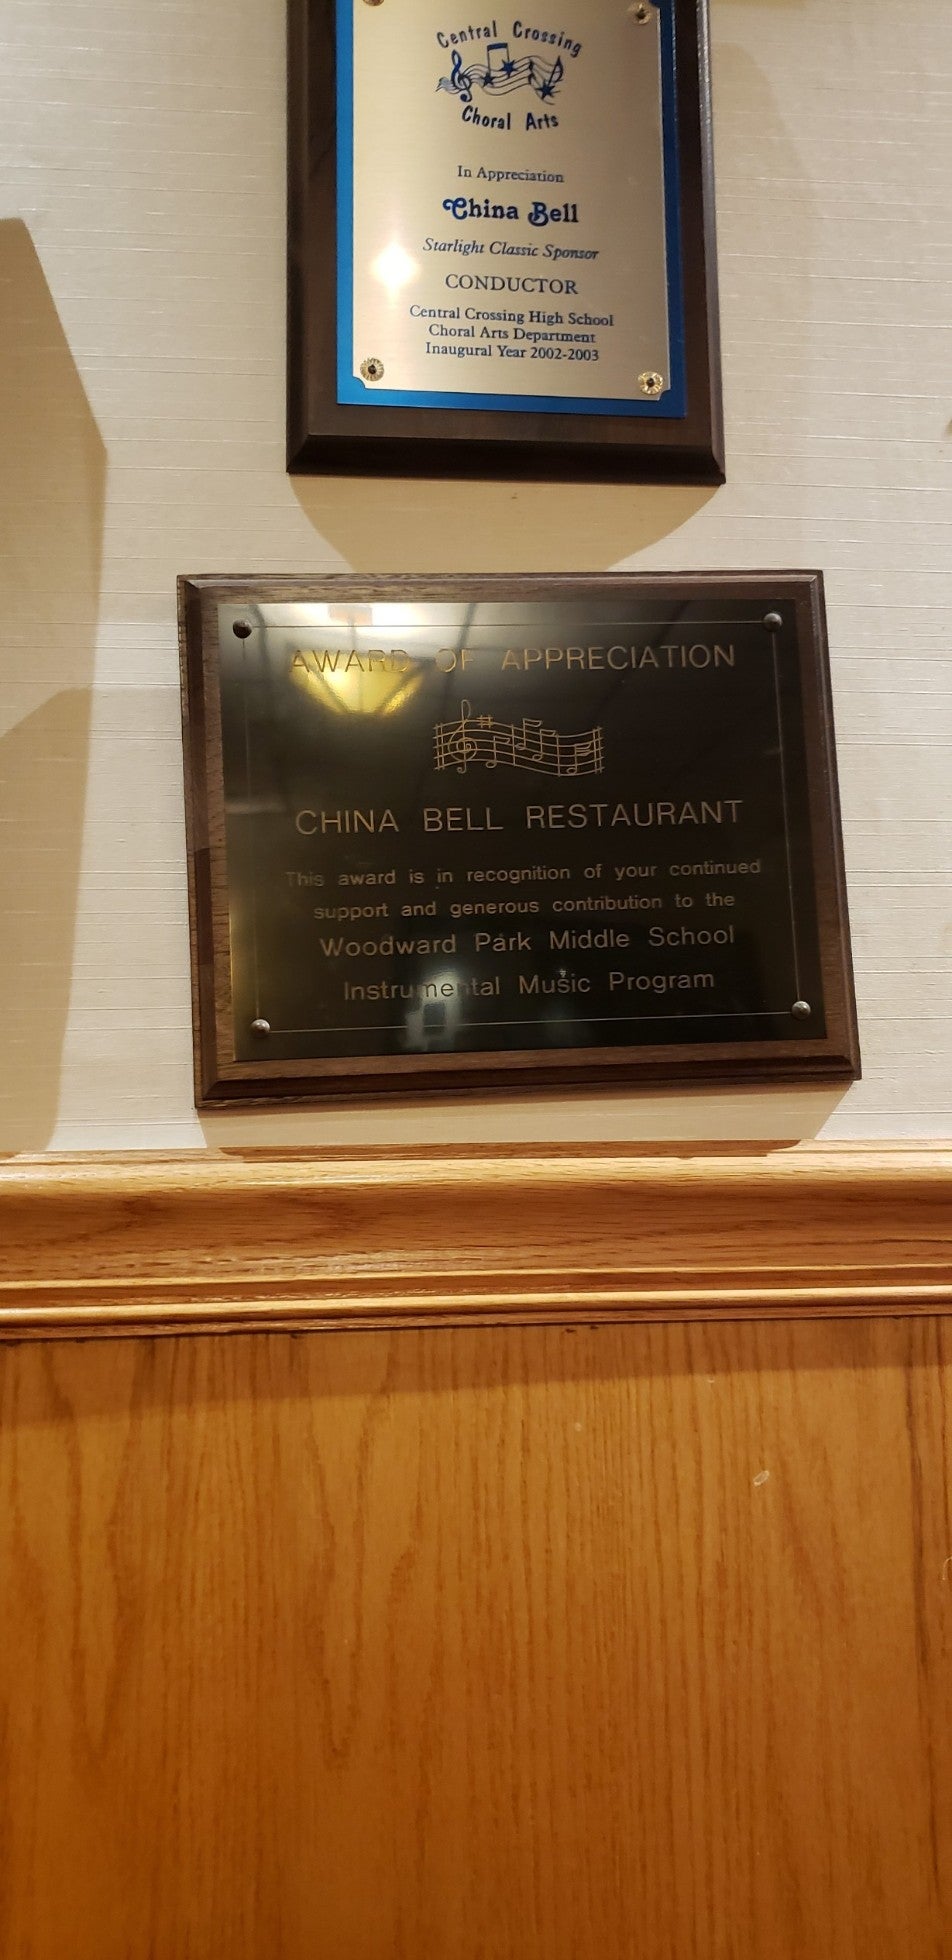 Central Crossing
Choral Arts
In Appreciation
China Bell
Starlight Classic Sponsor
CONDUCTOR
Central Crossing High School
Choral Arts Department
Inaugural Year 2002-2003
AWARD OF APPRECIATION
CHINA BELL RESTAURANT
This award is in recognition of your continued
support and generous contribution to the
Woodward Park Middle School
Instrumental Music Program